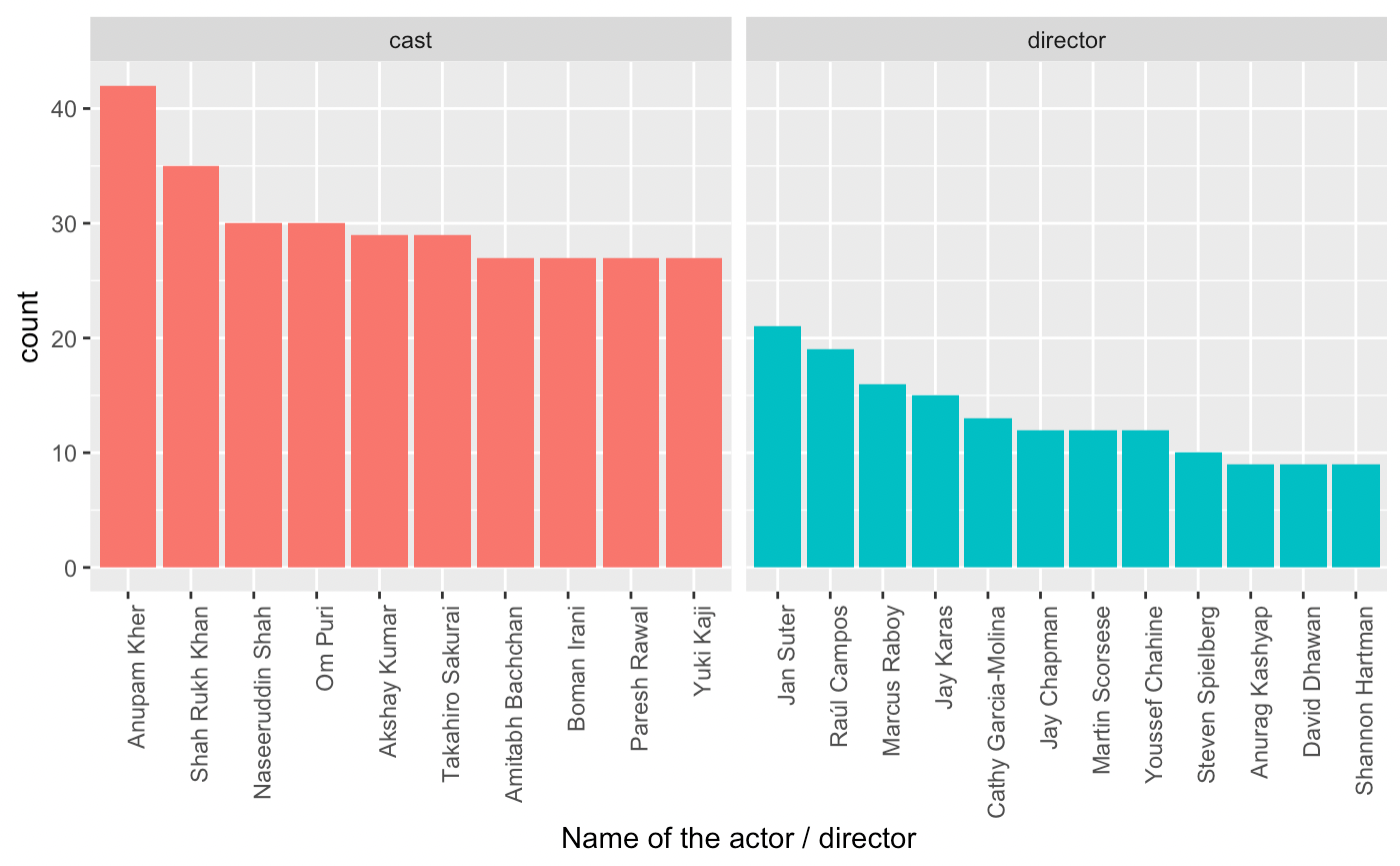 cast
director
count
40
30
20
10
0
Anupam Kher
Shah Rukh Khan
Naseeruddin Shah
Om Puri
Akshay Kumar
Takahiro Sakurai
Amitabh Bachchan
Boman Irani
Paresh Rawal
Yuki Kaji
Jan Suter
Raúl Campos
Marcus Raboy
Jay Karas
Cathy Garcia-Molina
Jay Chapman
Martin Scorsese
Youssef Chahine
Steven Spielberg
Anurag Kashyap
David Dhawan
Shannon Hartman
Name of the actor / director